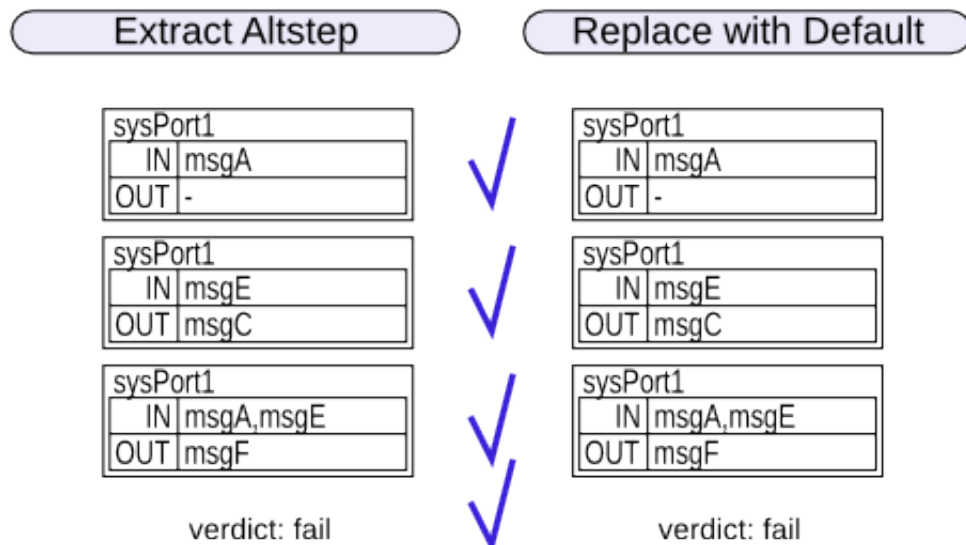 Extract Altstep
Replace with Default
sysPort1
IN msgA
OUT -
sysPort1
IN msgA
OUT -
sysPort1
IN msgE
OUT msgC
sysPort1
IN msgE
OUT msgC
sysPort1
IN msgA,msgE
OUT msgF
sysPort1
IN msgA,msgE
OUT msgF
verdict: fail
verdict: fail